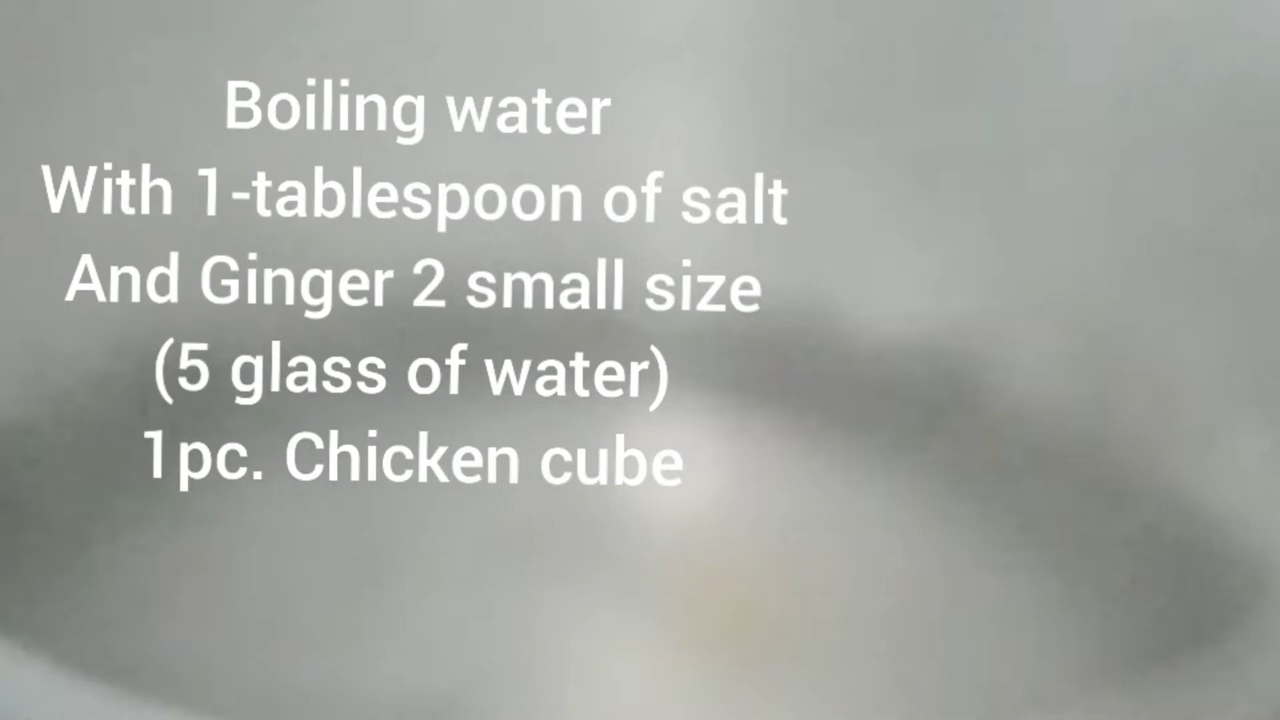 Boiling water
With 1-tablespoon of salt
And Ginger 2 small size
(5 glass of water)
1pc. Chicken cube